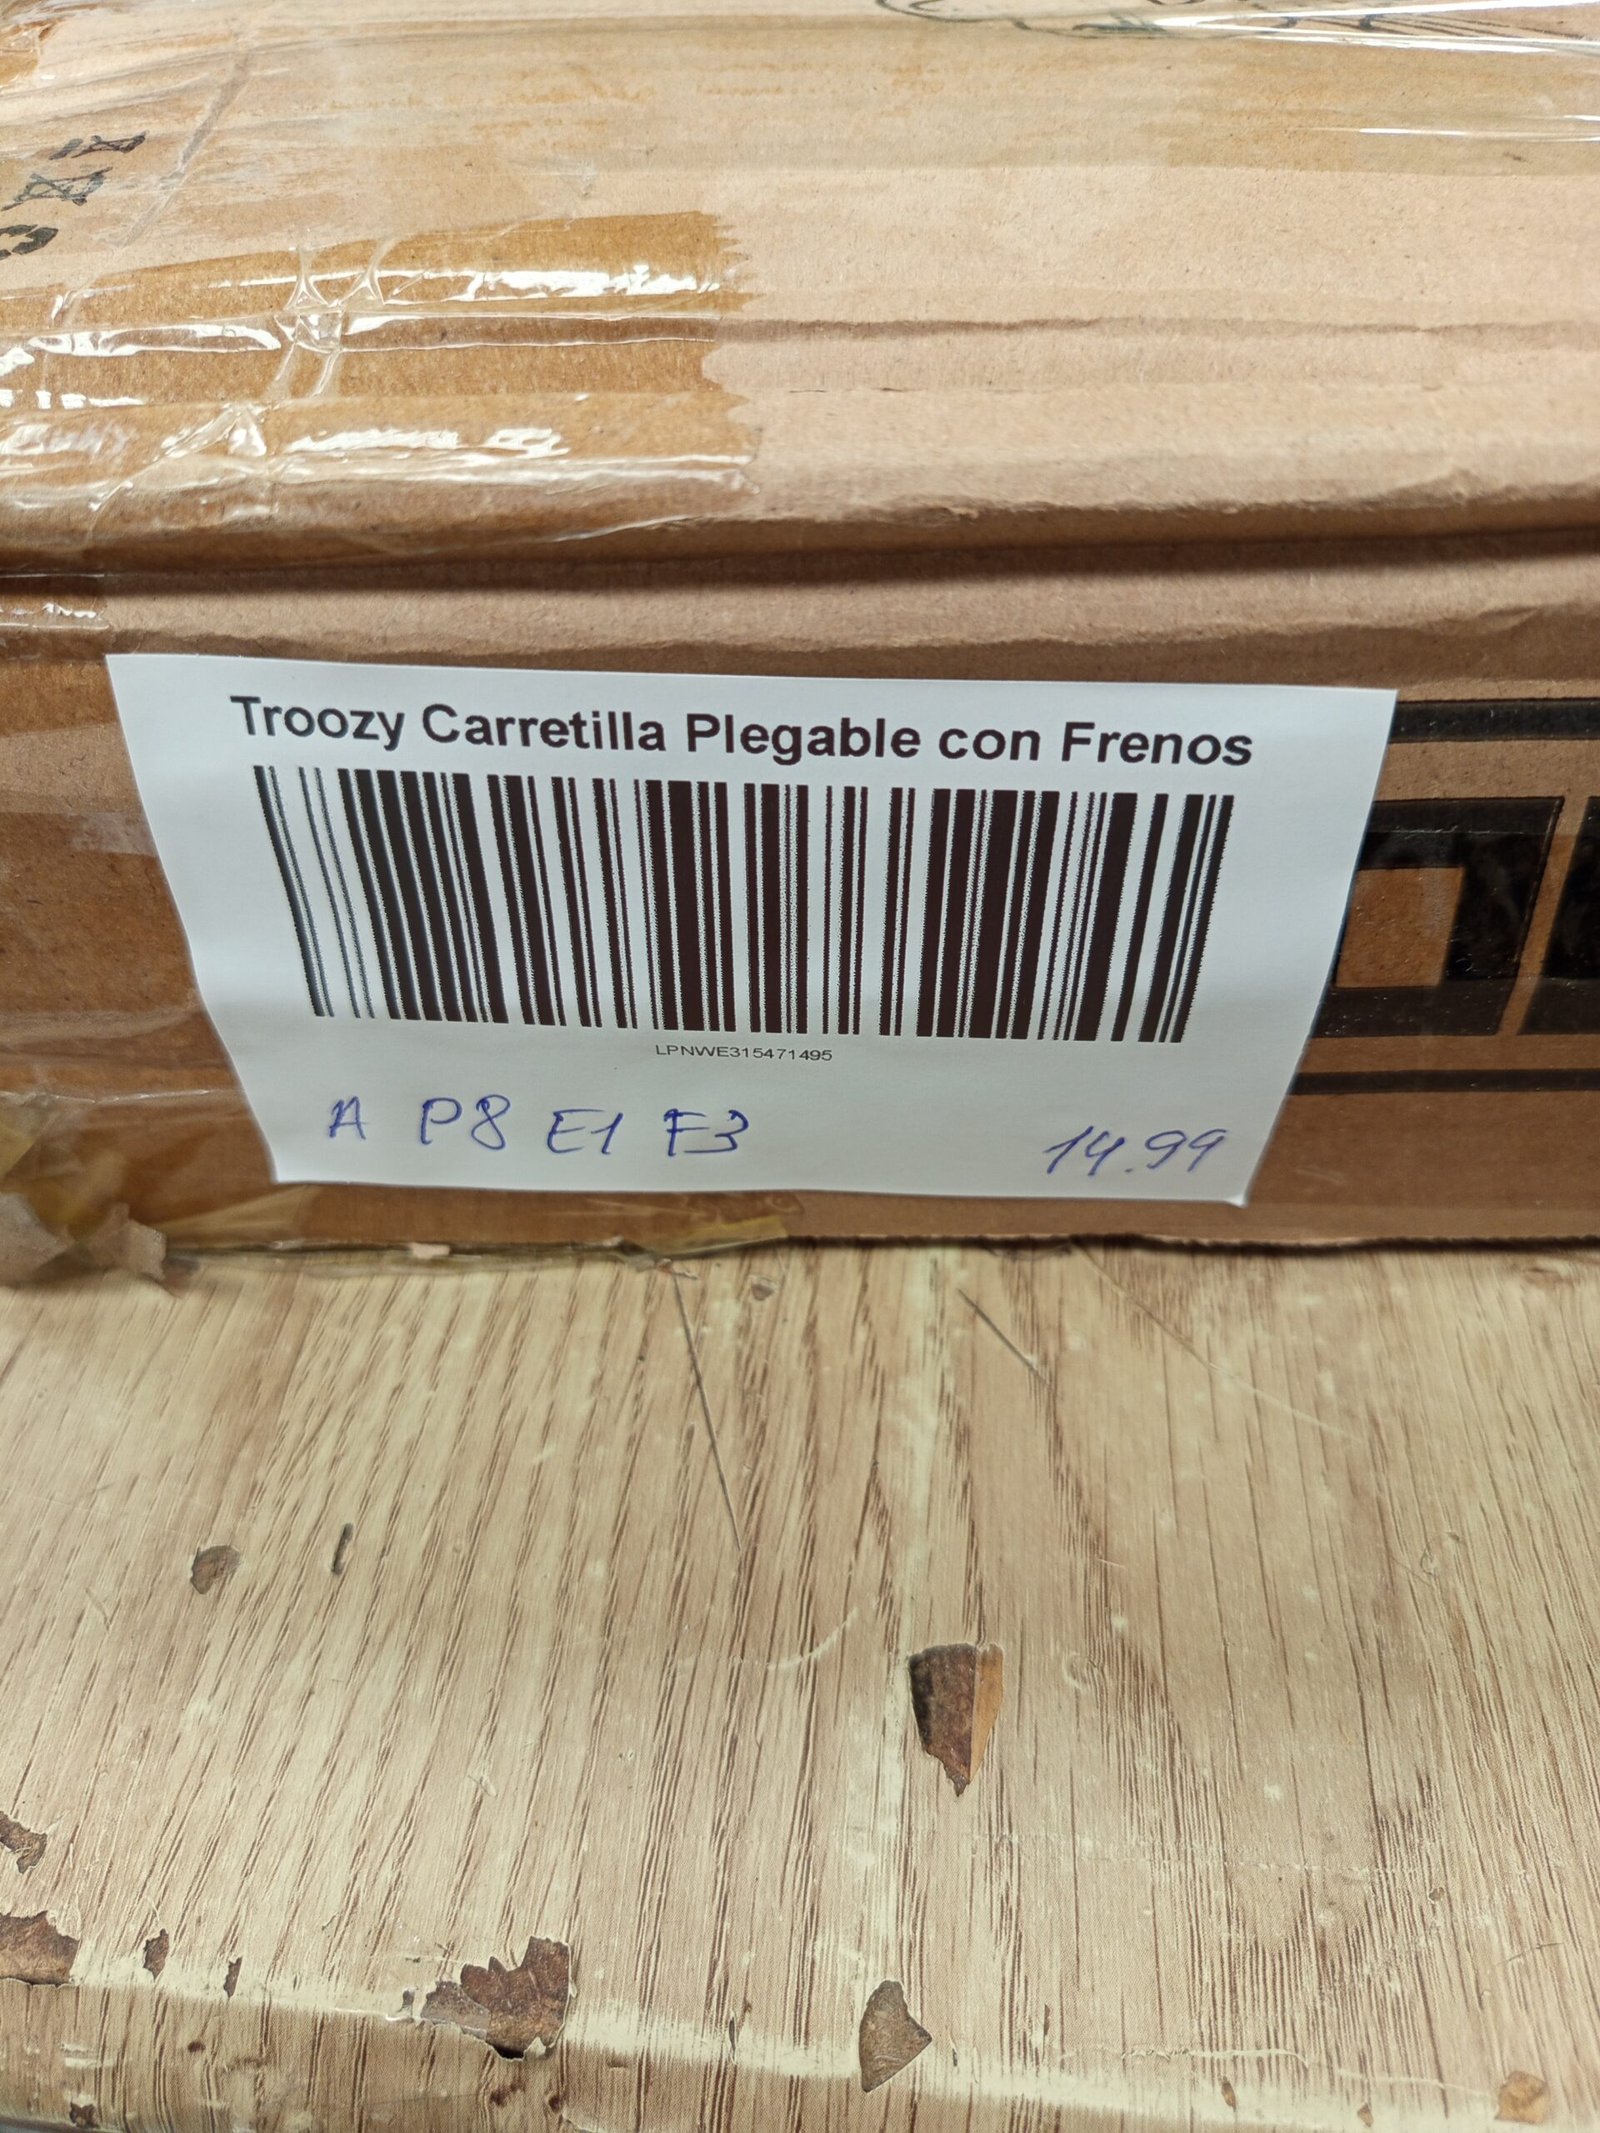 Troozy Carretilla Plegable con Frenos
LPNWE315471495
A P8 E1 F3 14.99